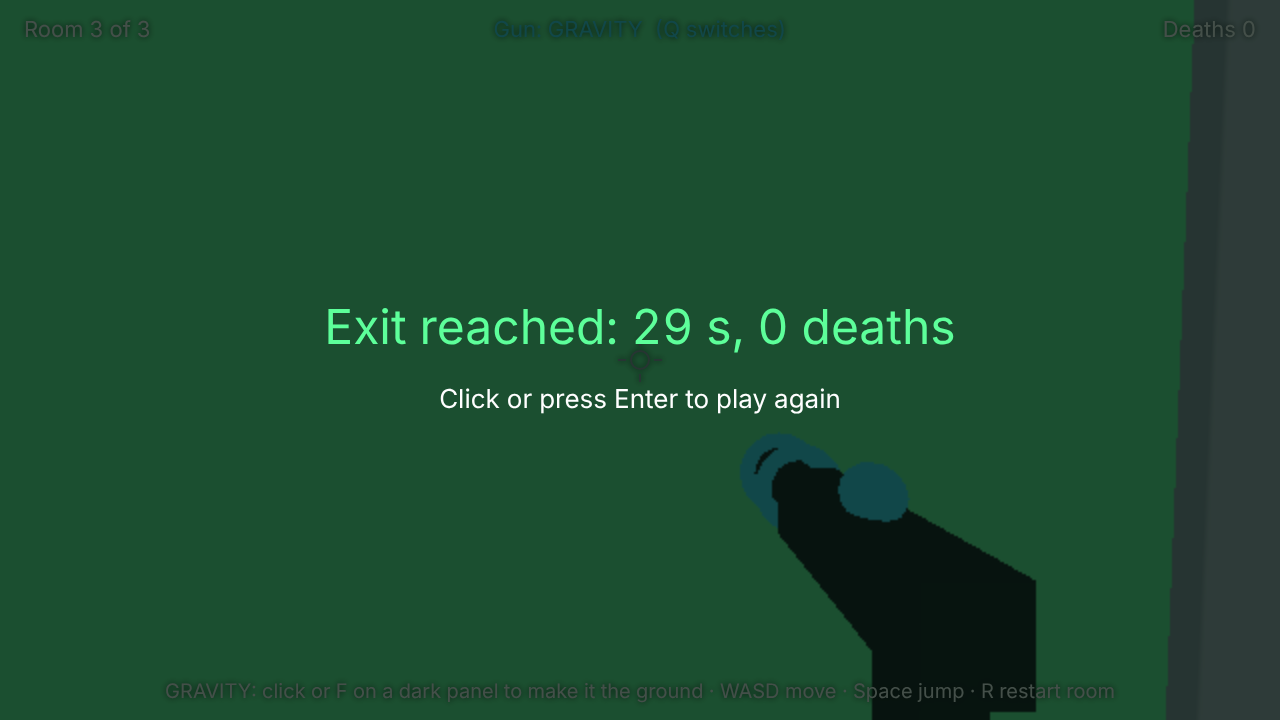 Room 3 of 3
Gun: GRAVITY (Q switches)
Deaths 0
Exit reached: 29 s, 0 deaths
Click or press Enter to play again
GRAVITY: click or F on a dark panel to make it the ground · WASD move · Space jump · R restart room